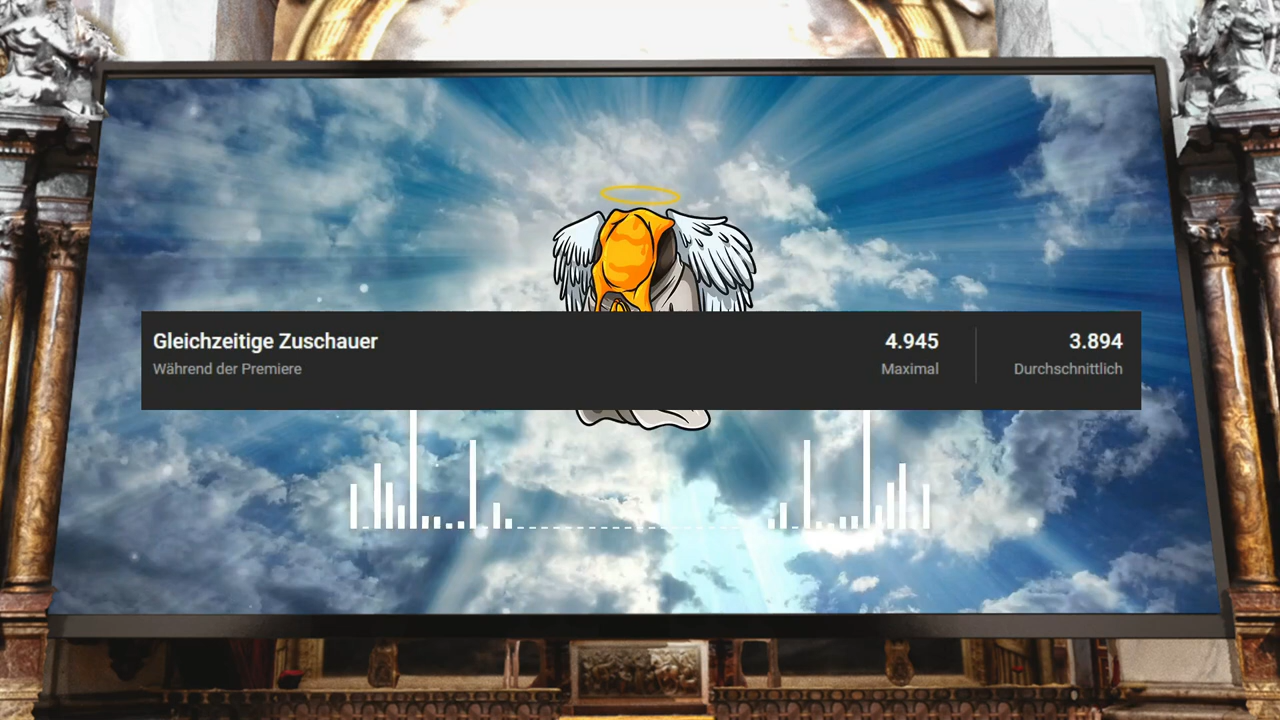 Gleichzeitige Zuschauer
Während der Premiere
4.945
Maximal
3.894
Durchschnittlich